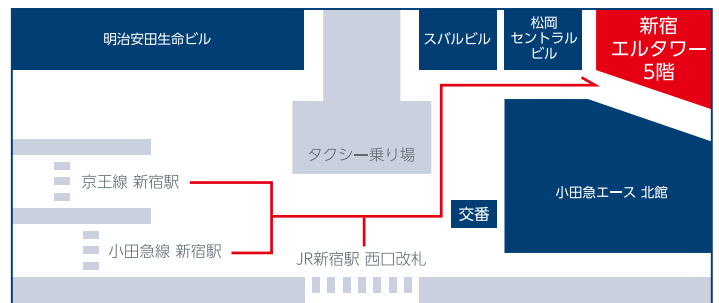 明治安田生命ビル
スバルビル
松岡
セントラル
ビル
新宿
エルタワー
5階
タクシー乗り場
京王線 新宿駅
小田急エース 北館
交番
小田急線 新宿駅
JR新宿駅 西口改札